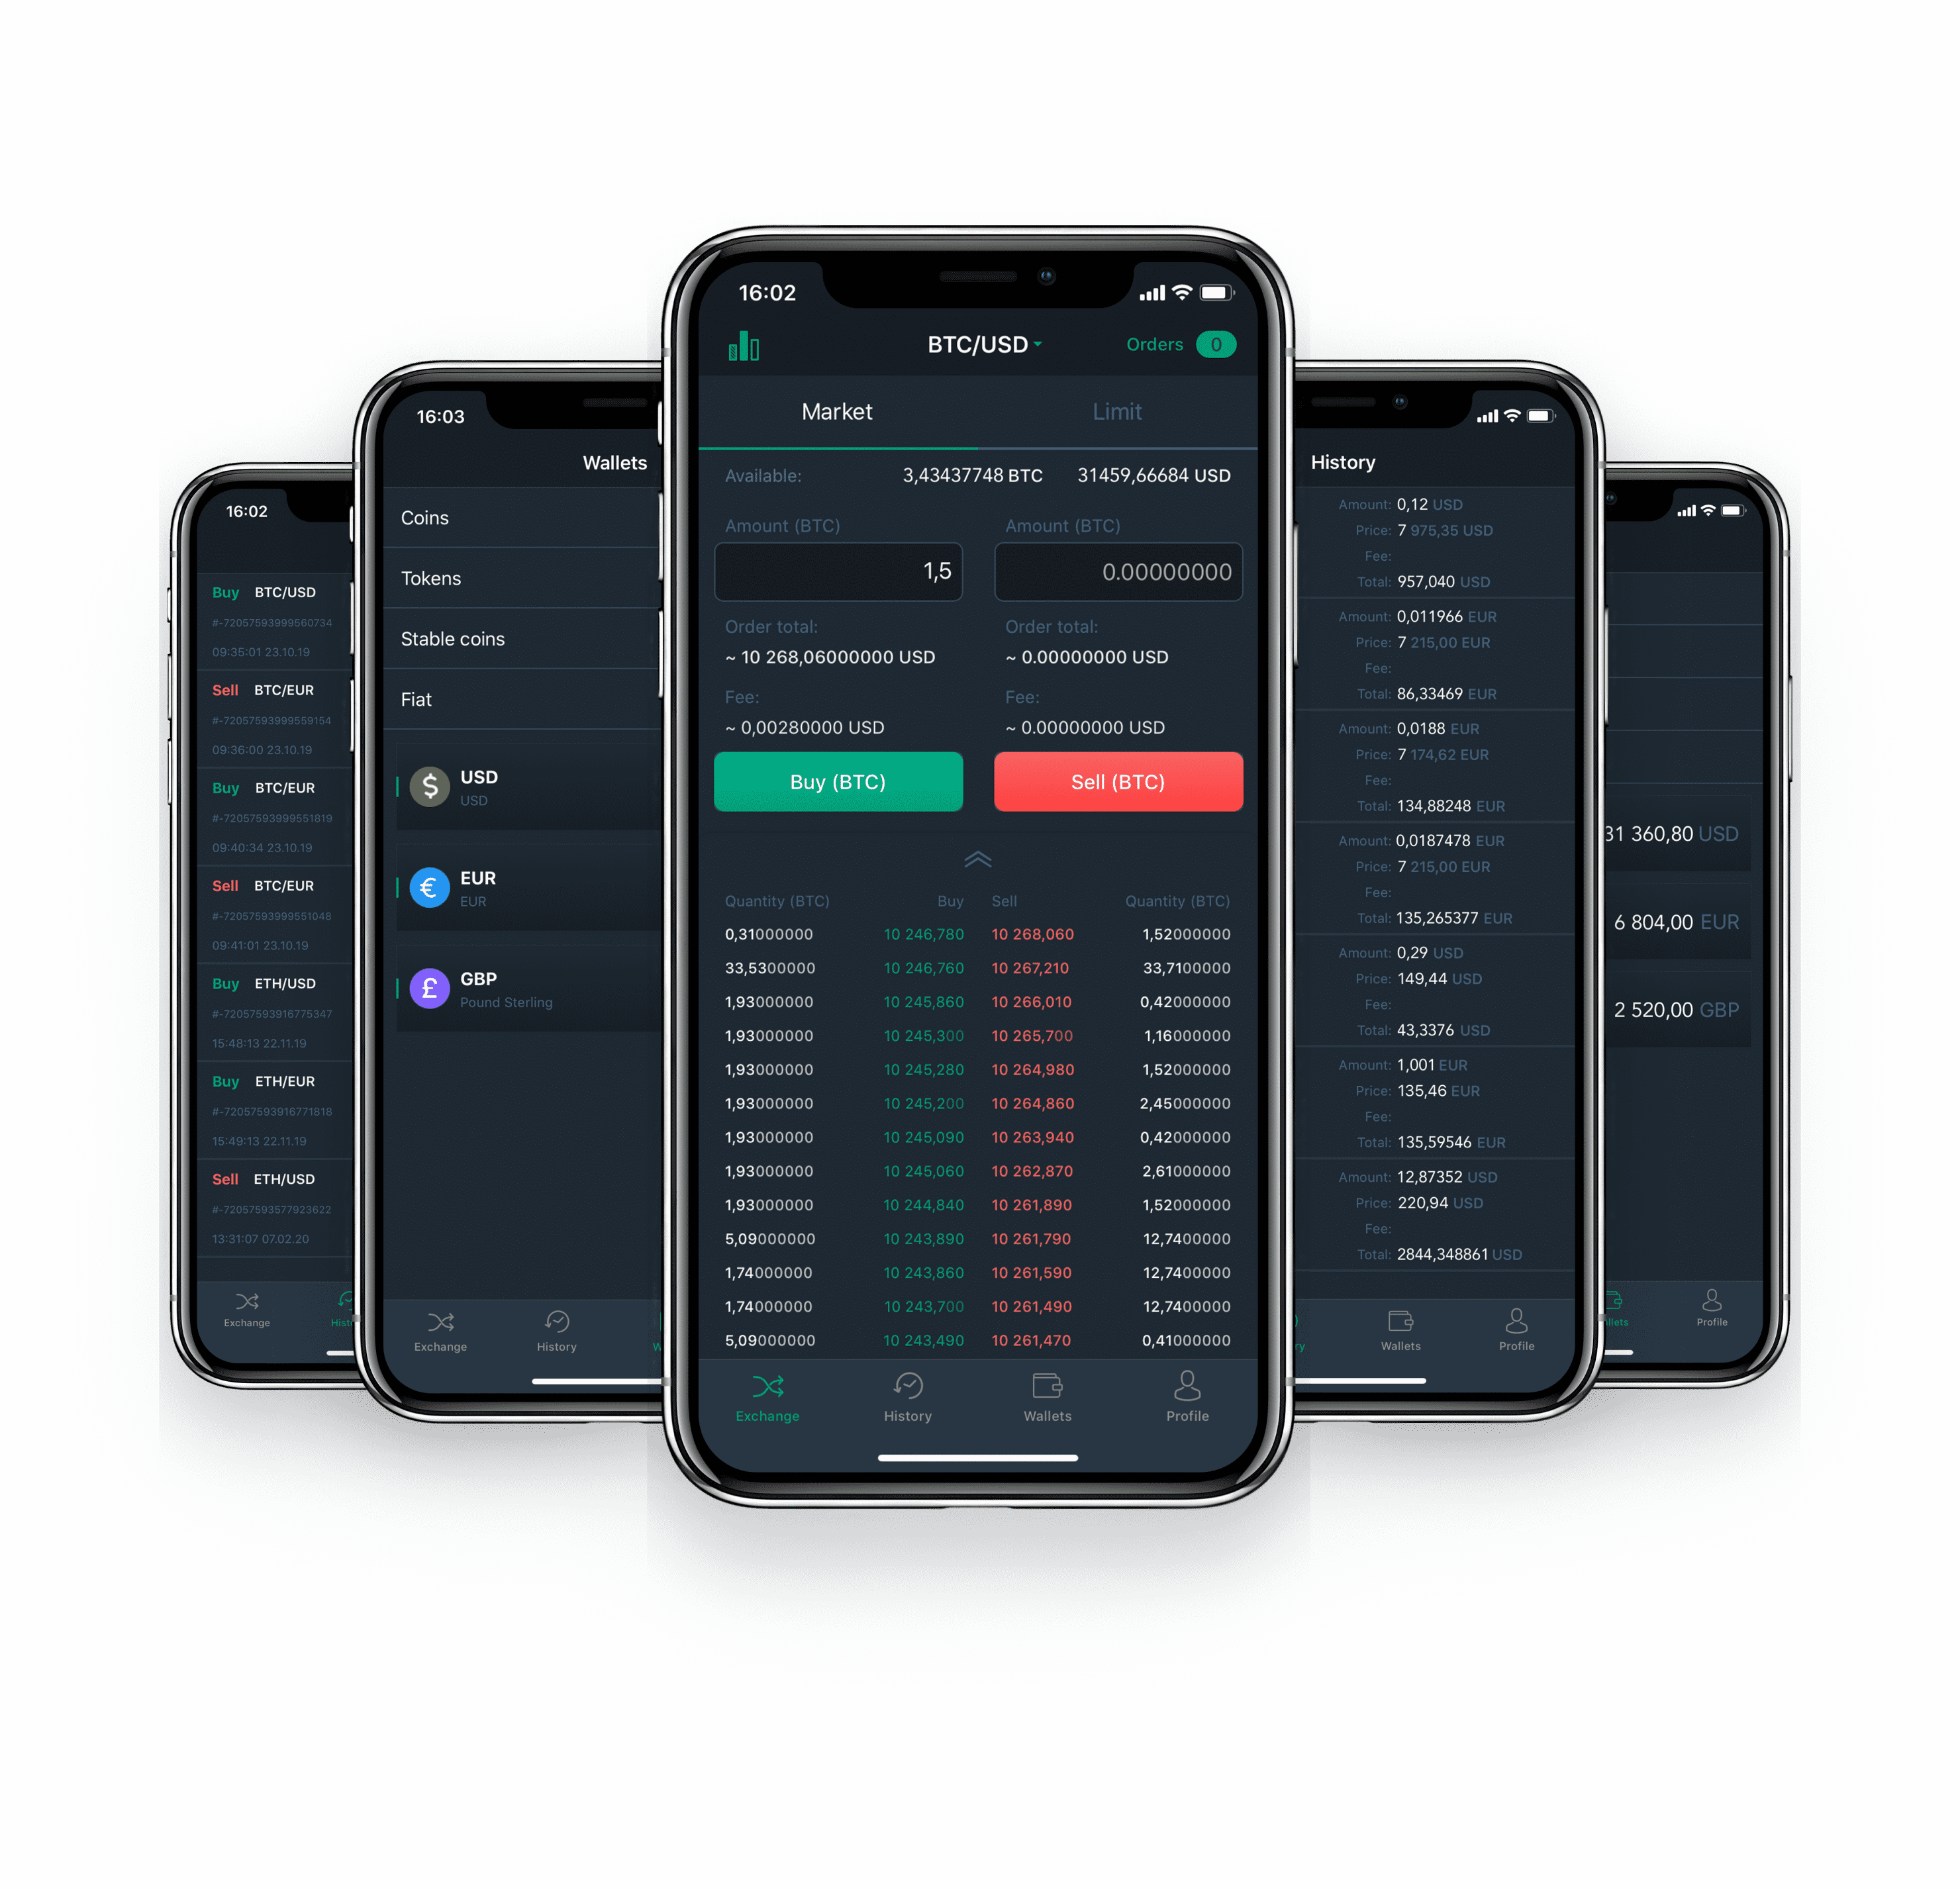 16:02
Buy BTC/USD
#-72057593999560734
09:35:01 23.10.19
Sell BTC/EUR
#-72057593999559154
09:36:00 23.10.19
Buy BTC/EUR
#-72057593999551819
09:40:34 23.10.19
Sell BTC/EUR
#-72057593999551048
09:41:01 23.10.19
Buy ETH/USD
#-72057593916775347
15:48:13 22.11.19
Buy ETH/EUR
#-72057593916771818
15:49:13 22.11.19
Sell ETH/USD
#-72057593577923622
13:31:07 07.02.20
Exchange Hist
16:03
Wallets
Coins
Tokens
Stable coins
Fiat
USD
USD
EUR
EUR
GBP
Pound Sterling
Exchange History W
16:02
BTC/USD Orders 0
Market Limit
Available: 3,43437748 BTC 31459,66684 USD
Amount (BTC) Amount (BTC)
1,5 0.00000000
Order total: Order total:
~ 10 268,06000000 USD ~ 0.00000000 USD
Fee: Fee:
~ 0,00280000 USD ~ 0.00000000 USD
Buy (BTC) Sell (BTC)
Quantity (BTC) Buy Sell Quantity (BTC)
0,31000000 10 246,780 10 268,060 1,52000000
33,5300000 10 246,760 10 267,210 33,7100000
1,93000000 10 245,860 10 266,010 0,42000000
1,93000000 10 245,300 10 265,700 1,16000000
1,93000000 10 245,280 10 264,980 1,52000000
1,93000000 10 245,200 10 264,860 2,45000000
1,93000000 10 245,090 10 263,940 0,42000000
1,93000000 10 245,060 10 262,870 2,61000000
1,93000000 10 244,840 10 261,890 1,52000000
5,09000000 10 243,890 10 261,790 12,7400000
1,74000000 10 243,860 10 261,590 12,7400000
1,74000000 10 243,700 10 261,490 12,7400000
5,09000000 10 243,490 10 261,470 0,41000000
Exchange History Wallets Profile
History
Amount: 0,12 USD
Price: 7 975,35 USD
Fee:
Total: 957,040 USD
Amount: 0,011966 EUR
Price: 7 215,00 EUR
Fee:
Total: 86,33469 EUR
Amount: 0,0188 EUR
Price: 7 174,62 EUR
Fee:
Total: 134,88248 EUR
Amount: 0,0187478 EUR
Price: 7 215,00 EUR
Fee:
Total: 135,265377 EUR
Amount: 0,29 USD
Price: 149,44 USD
Fee:
Total: 43,3376 USD
Amount: 1,001 EUR
Price: 135,46 EUR
Fee:
Total: 135,59546 EUR
Amount: 12,87352 USD
Price: 220,94 USD
Fee:
Total: 2844,348861 USD
ry Wallets Profile
31 360,80 USD
6 804,00 EUR
2 520,00 GBP
llets Profile